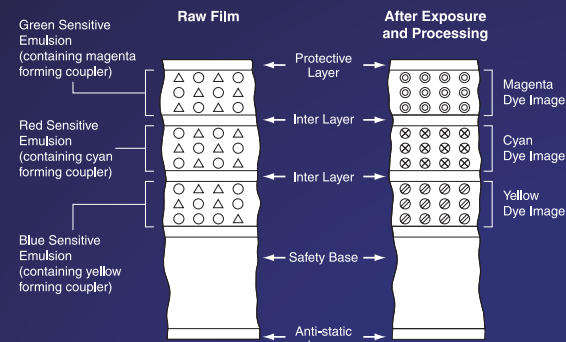 Raw Film
After Exposure
and Processing
Green Sensitive
Emulsion
(containing magenta
forming coupler)
Red Sensitive
Emulsion
(containing cyan
forming coupler)
Blue Sensitive
Emulsion
(containing yellow
forming coupler)
Protective
Layer
Inter Layer
Inter Layer
Safety Base
Anti-static
Magenta
Dye Image
Cyan
Dye Image
Yellow
Dye Image